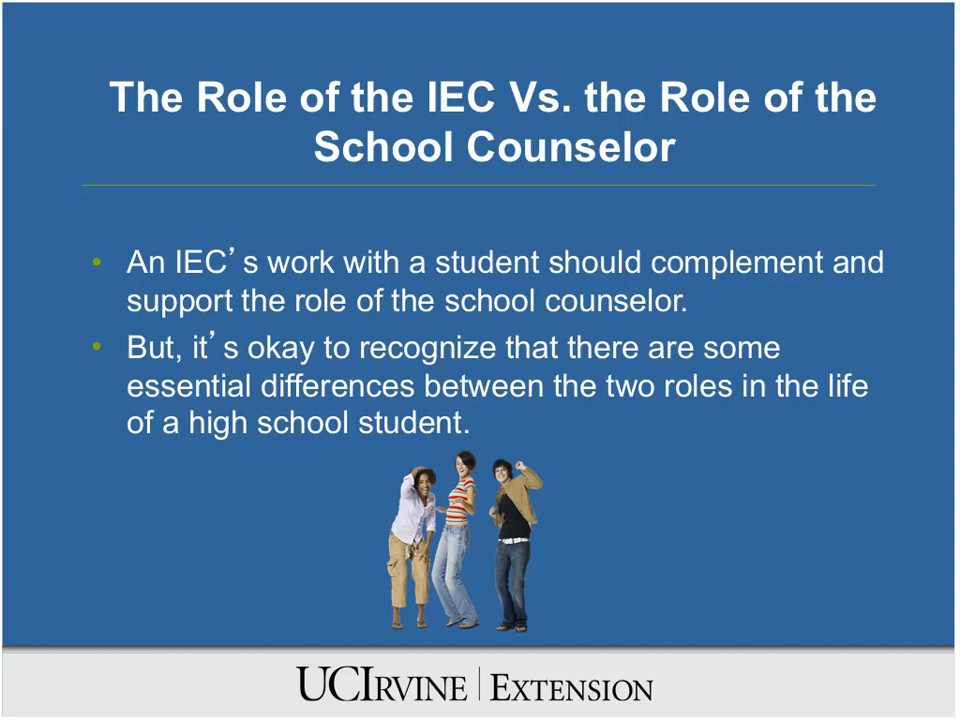 The Role of the IEC Vs. the Role of the
School Counselor
• An IEC’s work with a student should complement and
support the role of the school counselor.
• But, it’s okay to recognize that there are some
essential differences between the two roles in the life
of a high school student.
UCIRVINE | EXTENSION